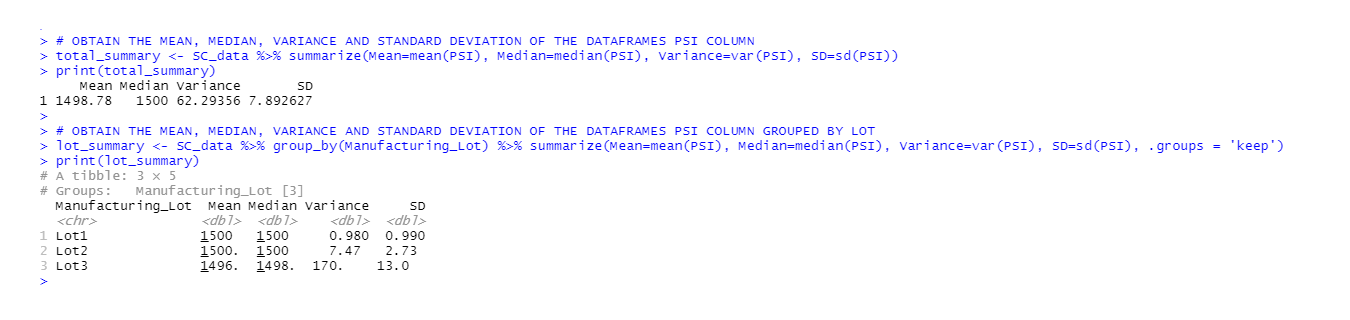 > # OBTAIN THE MEAN, MEDIAN, VARIANCE AND STANDARD DEVIATION OF THE DATAFRAMES PSI COLUMN
> total_summary <- SC_data %>% summarize(Mean=mean(PSI), Median=median(PSI), Variance=var(PSI), SD=sd(PSI))
> print(total_summary)
     Mean Median Variance       SD
1 1498.78   1500 62.29356 7.892627
>
> # OBTAIN THE MEAN, MEDIAN, VARIANCE AND STANDARD DEVIATION OF THE DATAFRAMES PSI COLUMN GROUPED BY LOT
> lot_summary <- SC_data %>% group_by(Manufacturing_Lot) %>% summarize(Mean=mean(PSI), Median=median(PSI), Variance=var(PSI), SD=sd(PSI), .groups = 'keep')
> print(lot_summary)
# A tibble: 3 x 5
# Groups:   Manufacturing_Lot [3]
  Manufacturing_Lot  Mean Median Variance     SD
  <chr>             <dbl>  <dbl>    <dbl>  <dbl>
1 Lot1              1500   1500     0.980  0.990
2 Lot2              1500.  1500     7.47   2.73
3 Lot3              1496.  1498.  170.    13.0
>